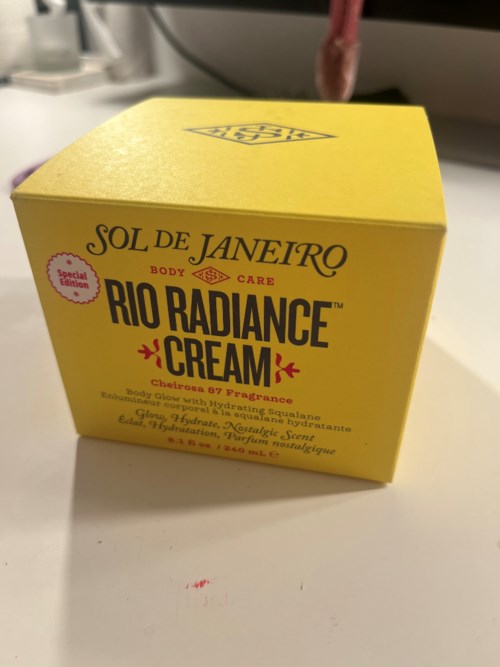 SOL DE JANEIRO
BODY CARE
Special
Edition
RIO RADIANCE™
CREAM
Cheirosa 87 Fragrance
Body Glow with Hydrating Squalane
Enlumineur corporel à la squalane hydratante
Glow, Hydrate, Nostalgic Scent
Éclat, Hydratation, Parfum nostalgique
8.1 fl oz / 240 mL ℮